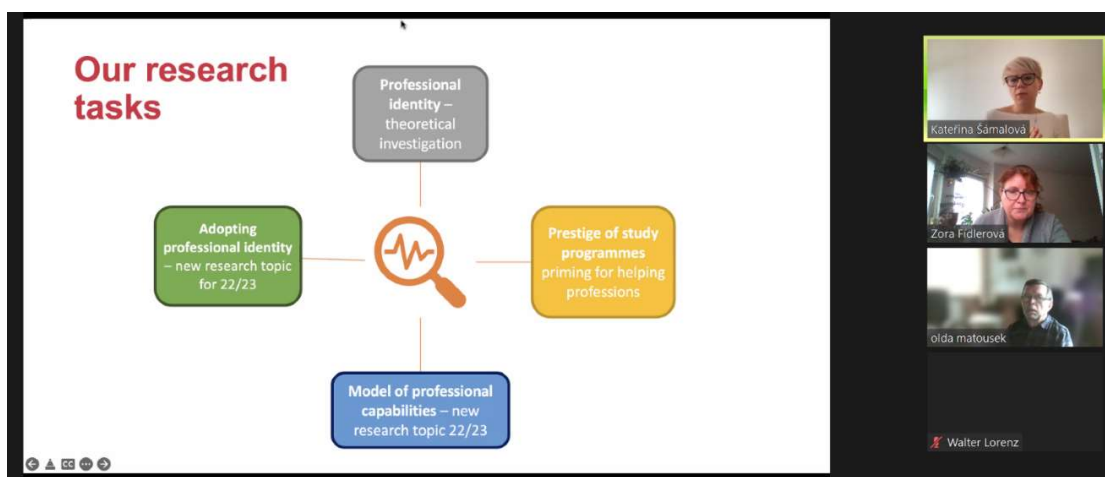 Our research
tasks
Professional
identity –
theoretical
investigation
Adopting
professional identity
– new research topic
for 22/23
Prestige of study
programmes
priming for helping
professions
Model of professional
capabilities – new
research topic 22/23
CC
Kateřina Šámalová
Zora Fidlerová
olda matousek
Walter Lorenz